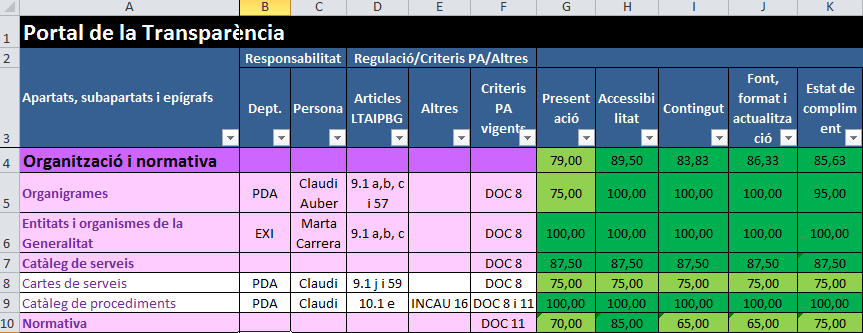 A B C D E F G H I J K
1 Portal de la Transparència
2 Responsabilitat Regulació/Criteris PA/Altres
3 Apartats, subapartats i epígrafs Dept. Persona Articles LTAIPBG Altres Criteris PA vigents Present ació Accessibi litat Contingut Font, format i actualitza ció Estat de complim ent
4 Organització i normativa 79,00 89,50 83,83 86,33 85,63
5 Organigrames PDA Claudi Auber 9.1 a,b, c i 57 DOC 8 75,00 100,00 100,00 100,00 95,00
6 Entitats i organismes de la Generalitat EXI Marta Carrera 9.1 a,b, c DOC 8 100,00 100,00 100,00 100,00 100,00
7 Catàleg de serveis DOC 8 87,50 87,50 87,50 87,50 87,50
8 Cartes de serveis PDA Claudi 9.1 j i 59 DOC 8 75,00 75,00 75,00 75,00 75,00
9 Catàleg de procediments PDA Claudi 10.1 e INCAU 16 DOC 8 i 11 100,00 100,00 100,00 100,00 100,00
10 Normativa DOC 11 70,00 85,00 65,00 65,00 75,00